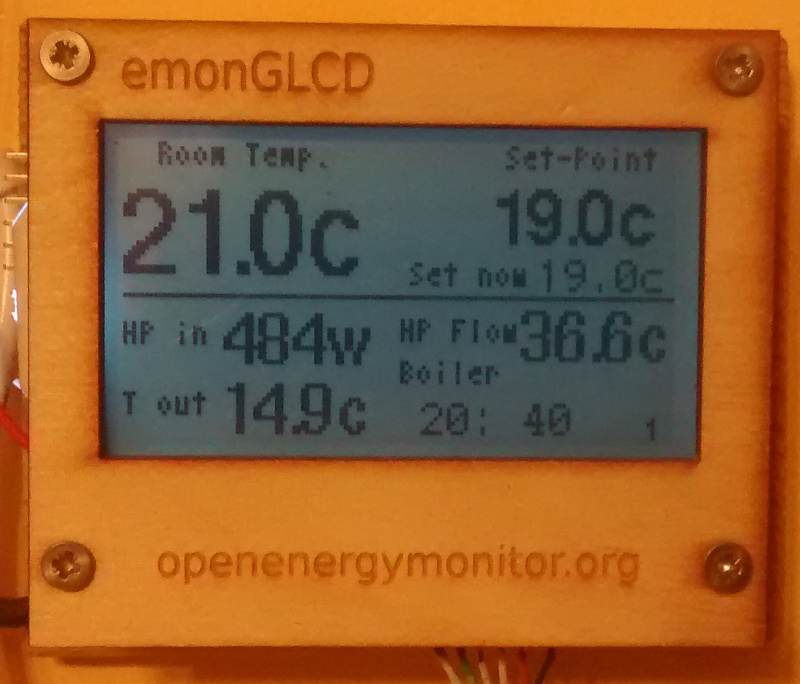 emonGLCD
Room Temp. Set-Point
21.0c 19.0c
Set now 19.0c
HP in 484w HP Flow 36.6c
Boiler
T out 14.9c 20: 40 1
openenergymonitor.org